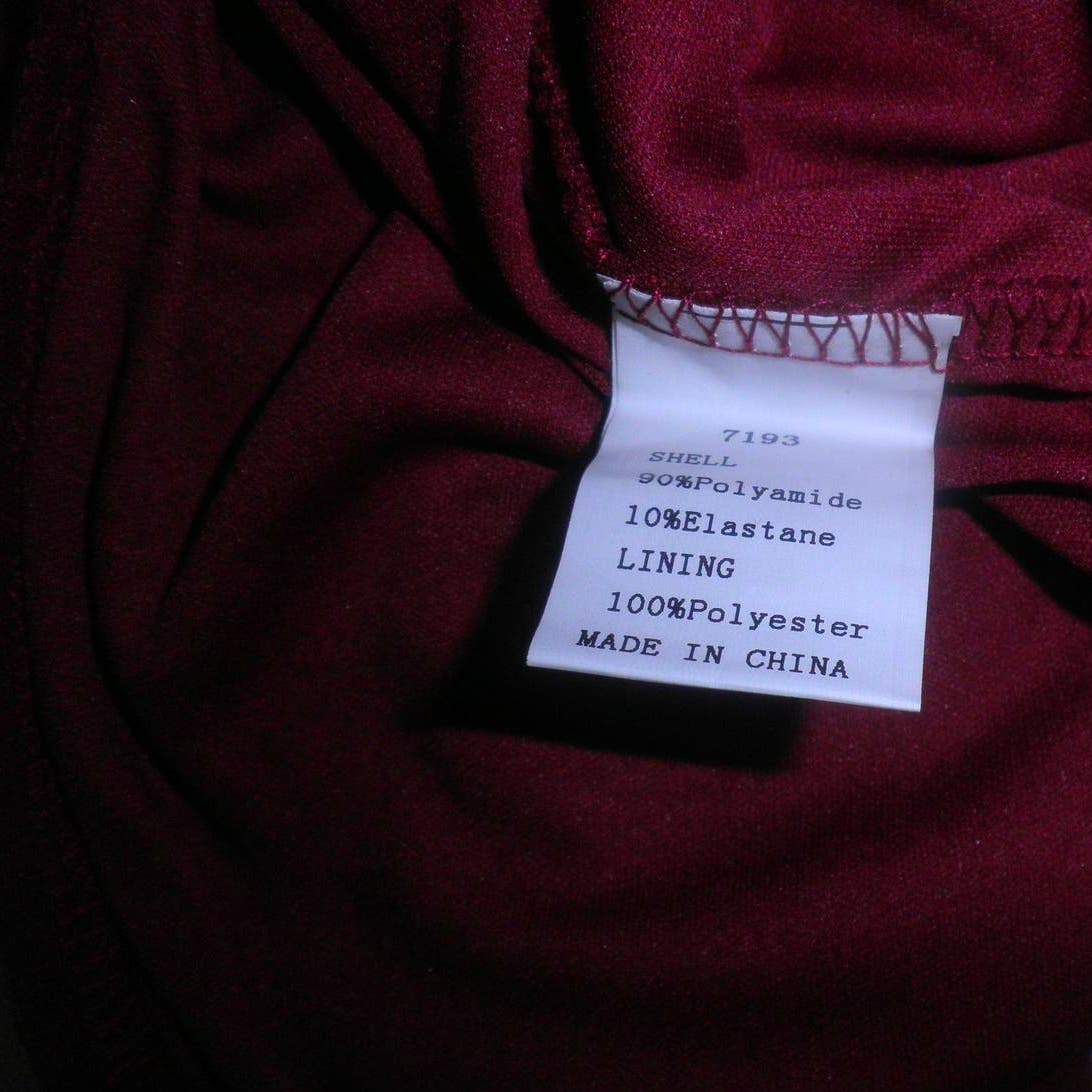 7193
SHELL
90%Polyamide
10%Elastane
LINING
100%Polyester
MADE IN CHINA